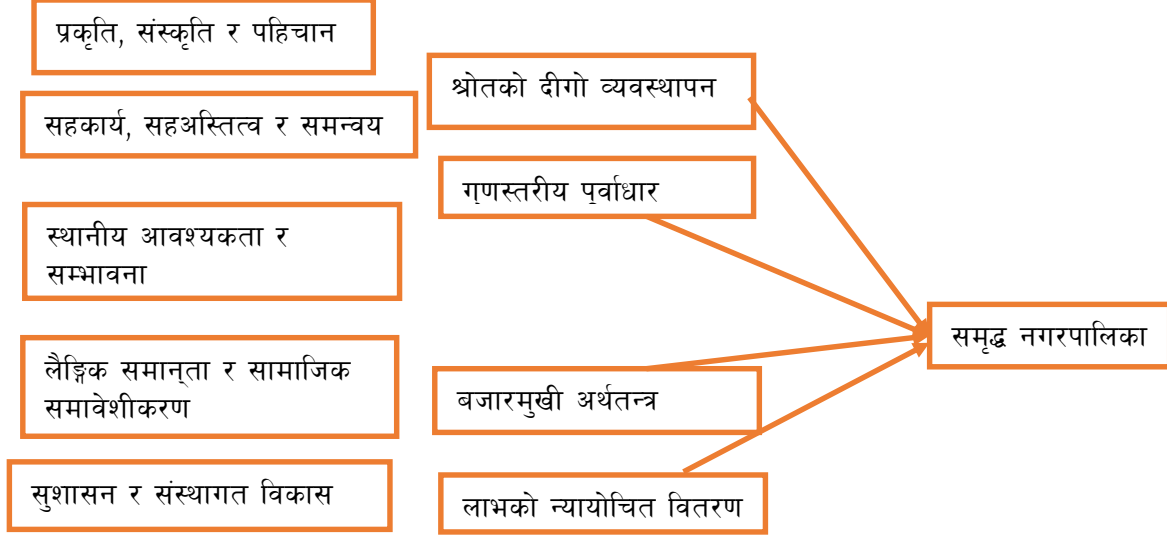 प्रकृति, संस्कृति र पहिचान
सहकार्य, सहअस्तित्व र समन्वय
स्थानीय आवश्यकता र
सम्भावना
लैङ्गिक समान्ता र सामाजिक
समावेशीकरण
सुशासन र संस्थागत विकास
श्रोतको दीगो व्यवस्थापन
गुणस्तरीय पूर्वाधार
बजारमुखी अर्थतन्त्र
लाभको न्यायोचित वितरण
समृद्ध नगरपालिका